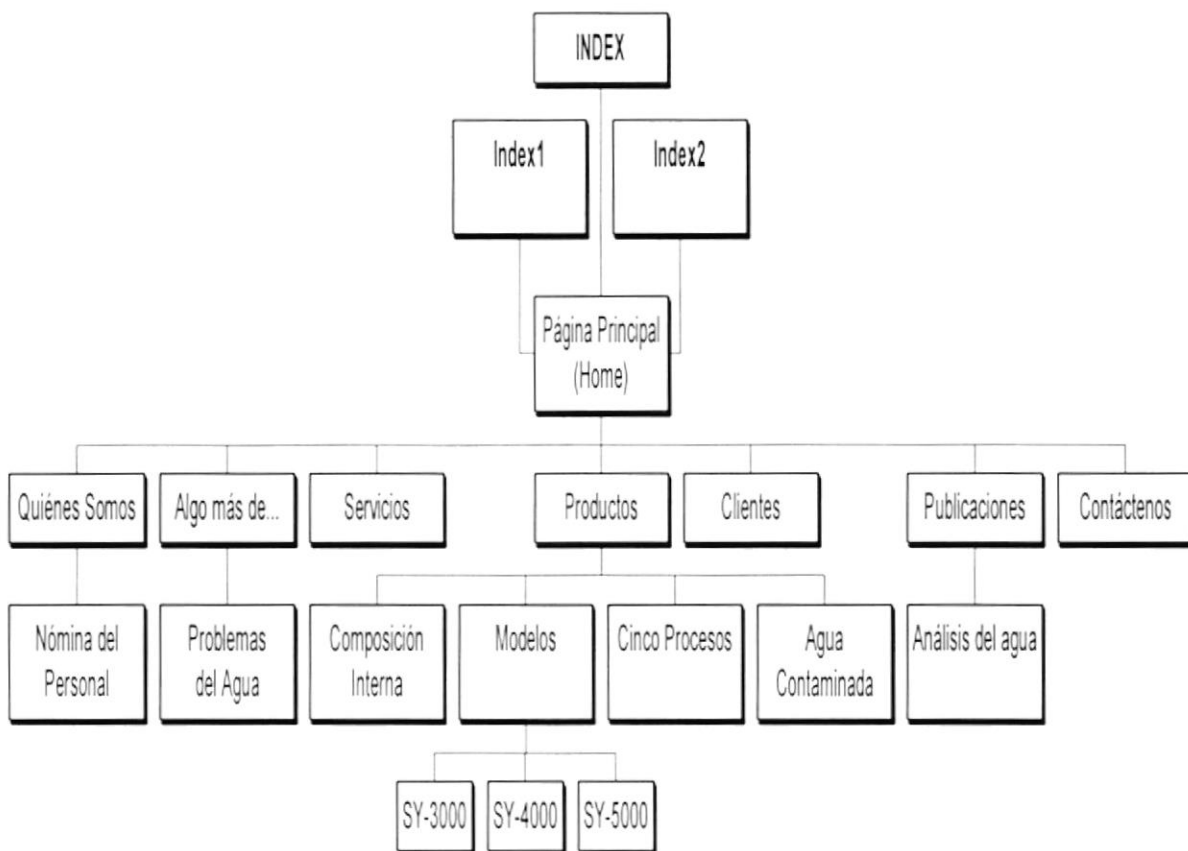 INDEX
Index1
Index2
Página Principal
(Home)
Quiénes Somos
Algo más de...
Servicios
Productos
Clientes
Publicaciones
Contáctenos
Nómina del
Personal
Problemas
del Agua
Composición
Interna
Modelos
Cinco Procesos
Agua
Contaminada
Análisis del agua
SY-3000
SY-4000
SY-5000